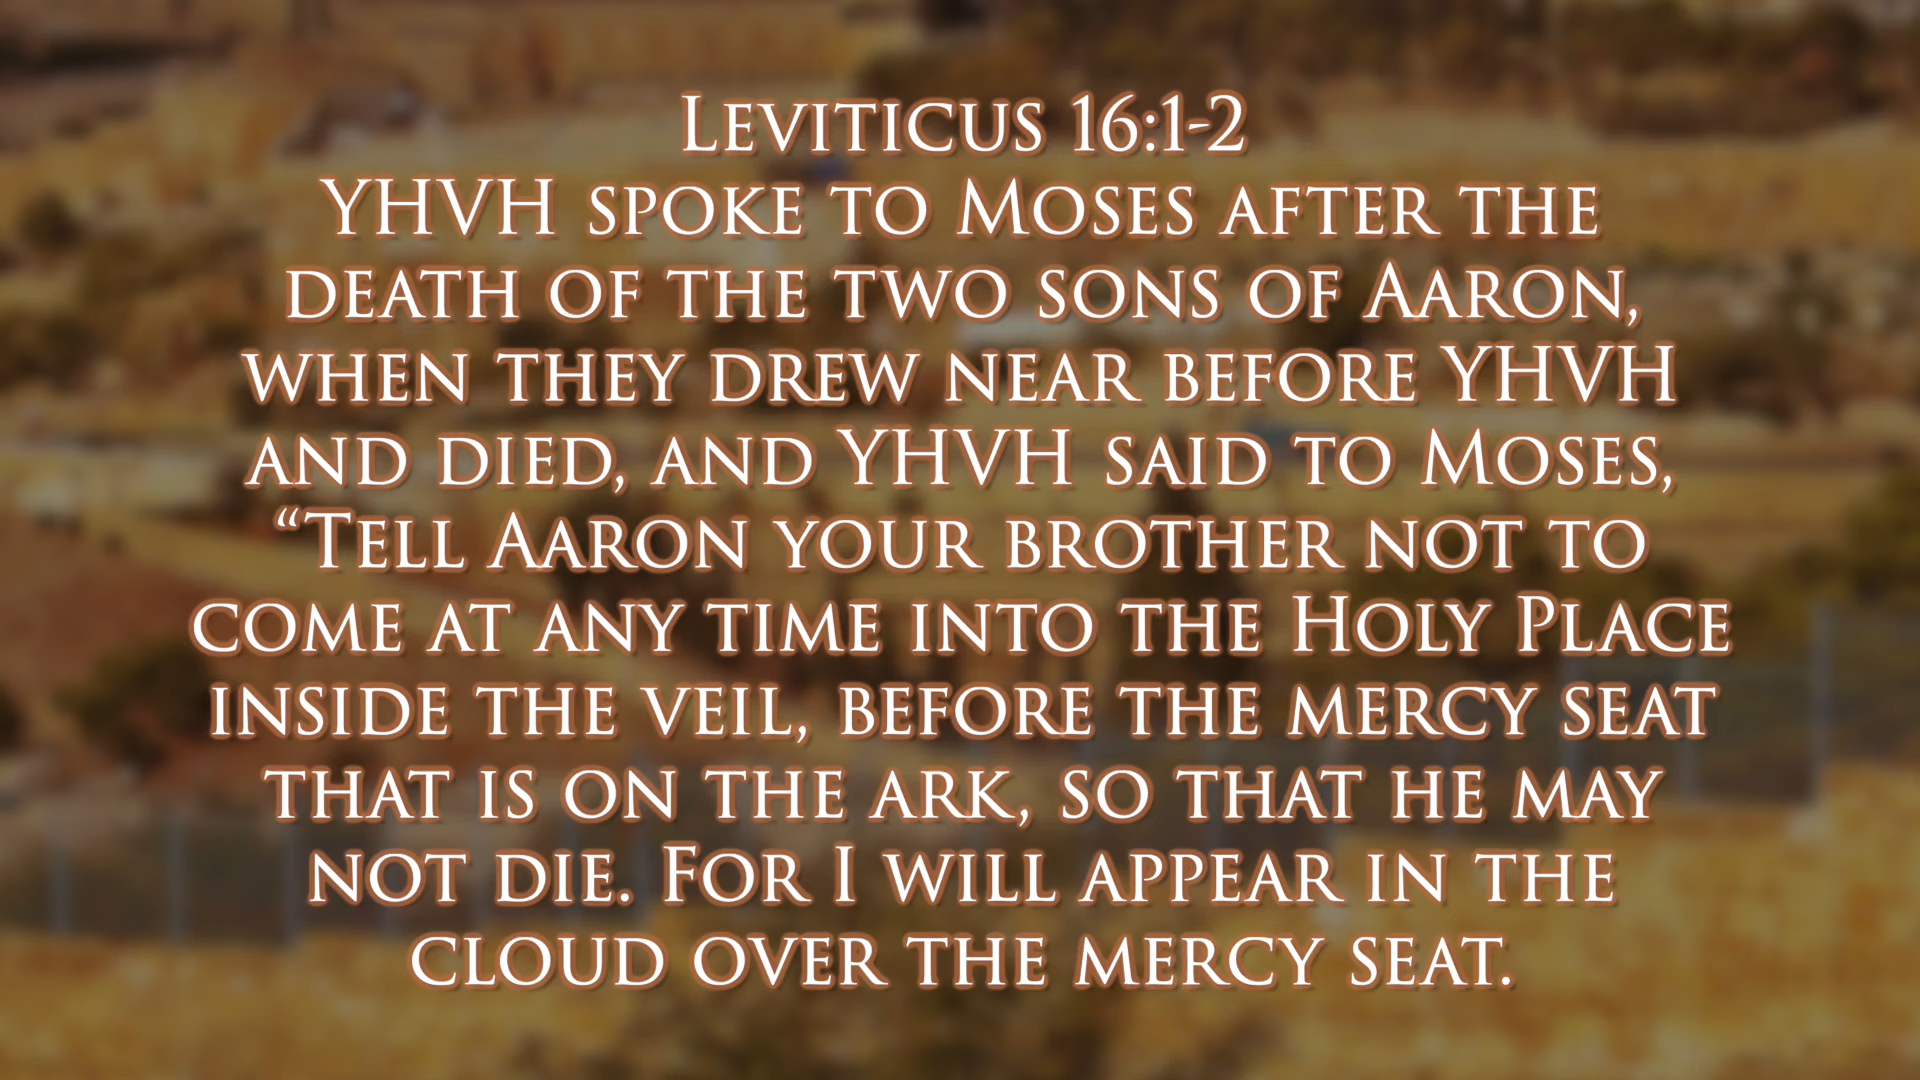 Leviticus 16:1-2
YHVH spoke to Moses after the
death of the two sons of Aaron,
when they drew near before YHVH
and died, and YHVH said to Moses,
“Tell Aaron your brother not to
come at any time into the Holy Place
inside the veil, before the mercy seat
that is on the ark, so that he may
not die. For I will appear in the
cloud over the mercy seat.